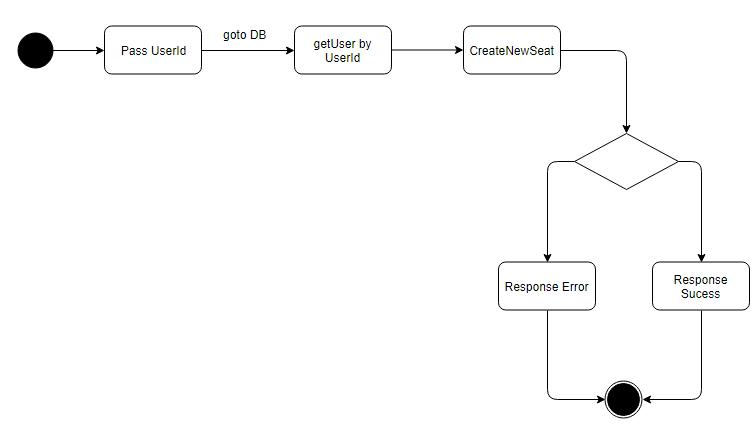 goto DB
Pass UserId
getUser by
UserId
CreateNewSeat
Response Error
Response
Sucess